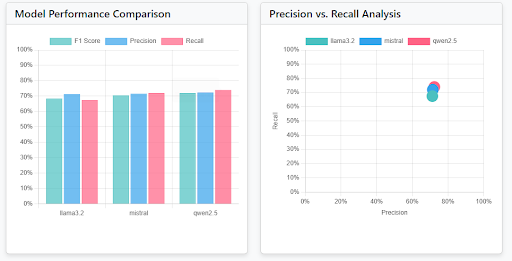 Model Performance Comparison
F1 Score Precision Recall
100%
90%
80%
70%
60%
50%
40%
30%
20%
10%
0%
llama3.2 mistral qwen2.5
Precision vs. Recall Analysis
llama3.2 mistral qwen2.5
100%
90%
80%
70%
60%
50%
40%
30%
20%
10%
0%
Recall
0% 20% 40% 60% 80% 100%
Precision